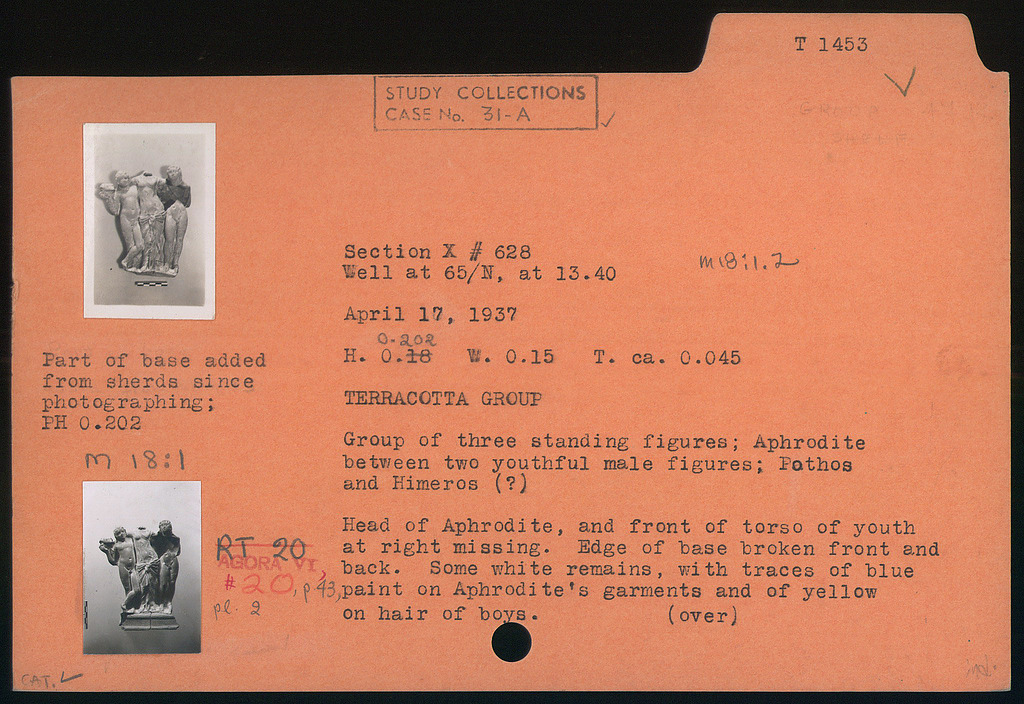 T 1453
STUDY COLLECTIONS
CASE No. 31-A
Section X # 628
Well at 65/N, at 13.40
m 18:1.2
April 17, 1937
0.202
H. 0.18 W. 0.15 T. ca. 0.045
TERRACOTTA GROUP
Group of three standing figures; Aphrodite
between two youthful male figures; Pothos
and Himeros (?)
Head of Aphrodite, and front of torso of youth
at right missing. Edge of base broken front and
back. Some white remains, with traces of blue
paint on Aphrodite's garments and of yellow
on hair of boys. (over)
Part of base added
from sherds since
photographing;
PH 0.202
M 18:1
RT 20
AGORA VI,
#20, p 43,
pl. 2
CAT.